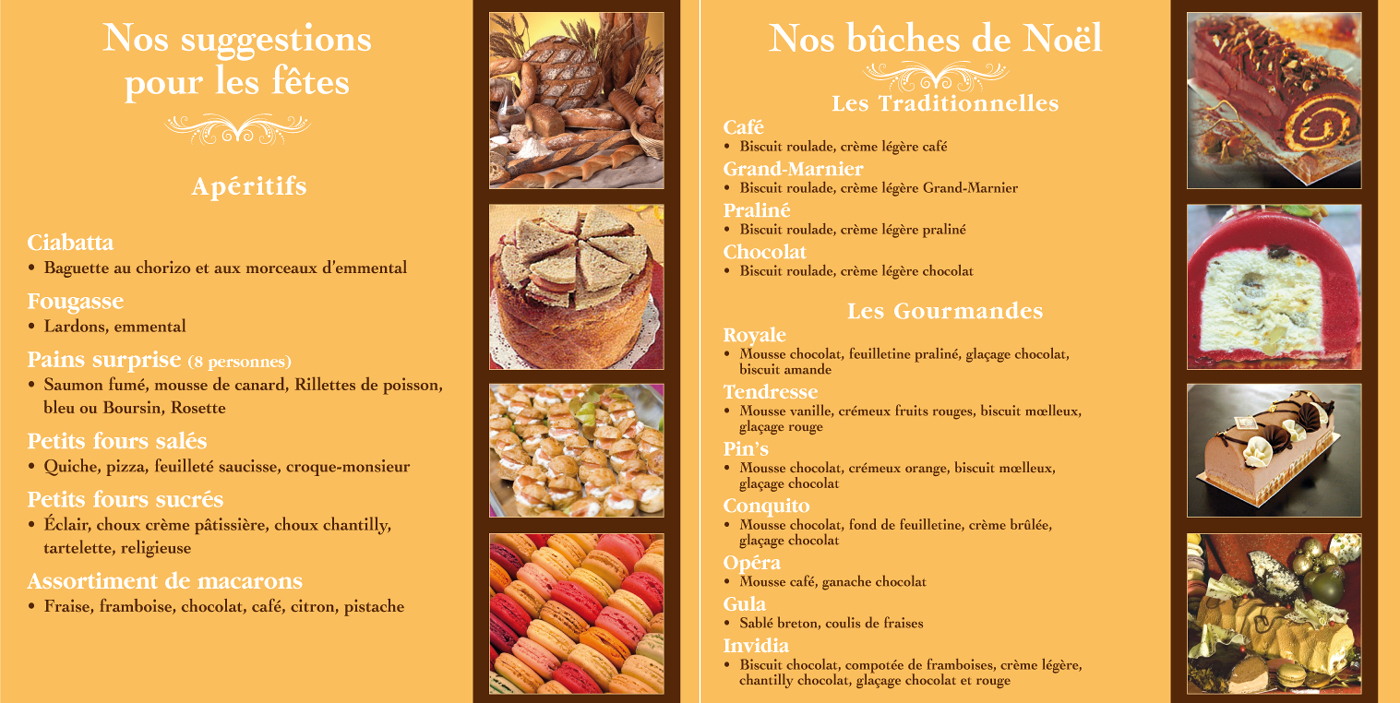 Nos suggestions
pour les fêtes
Apéritifs
Ciabatta
• Baguette au chorizo et aux morceaux d'emmental
Fougasse
• Lardons, emmental
Pains surprise (8 personnes)
• Saumon fumé, mousse de canard, Rillettes de poisson,
bleu ou Boursin, Rosette
Petits fours salés
• Quiche, pizza, feuilleté saucisse, croque-monsieur
Petits fours sucrés
• Éclair, choux crème pâtissière, choux chantilly,
tartelette, religieuse
Assortiment de macarons
• Fraise, framboise, chocolat, café, citron, pistache
Nos bûches de Noël
Les Traditionnelles
Café
• Biscuit roulade, crème légère café
Grand-Marnier
• Biscuit roulade, crème légère Grand-Marnier
Praliné
• Biscuit roulade, crème légère praliné
Chocolat
• Biscuit roulade, crème légère chocolat
Les Gourmandes
Royale
• Mousse chocolat, feuilletine praliné, glaçage chocolat,
biscuit amande
Tendresse
• Mousse vanille, crémeux fruits rouges, biscuit mœlleux,
glaçage rouge
Pin's
• Mousse chocolat, crémeux orange, biscuit mœlleux,
glaçage chocolat
Conquito
• Mousse chocolat, fond de feuilletine, crème brûlée,
glaçage chocolat
Opéra
• Mousse café, ganache chocolat
Gula
• Sablé breton, coulis de fraises
Invidia
• Biscuit chocolat, compotée de framboises, crème légère,
chantilly chocolat, glaçage chocolat et rouge